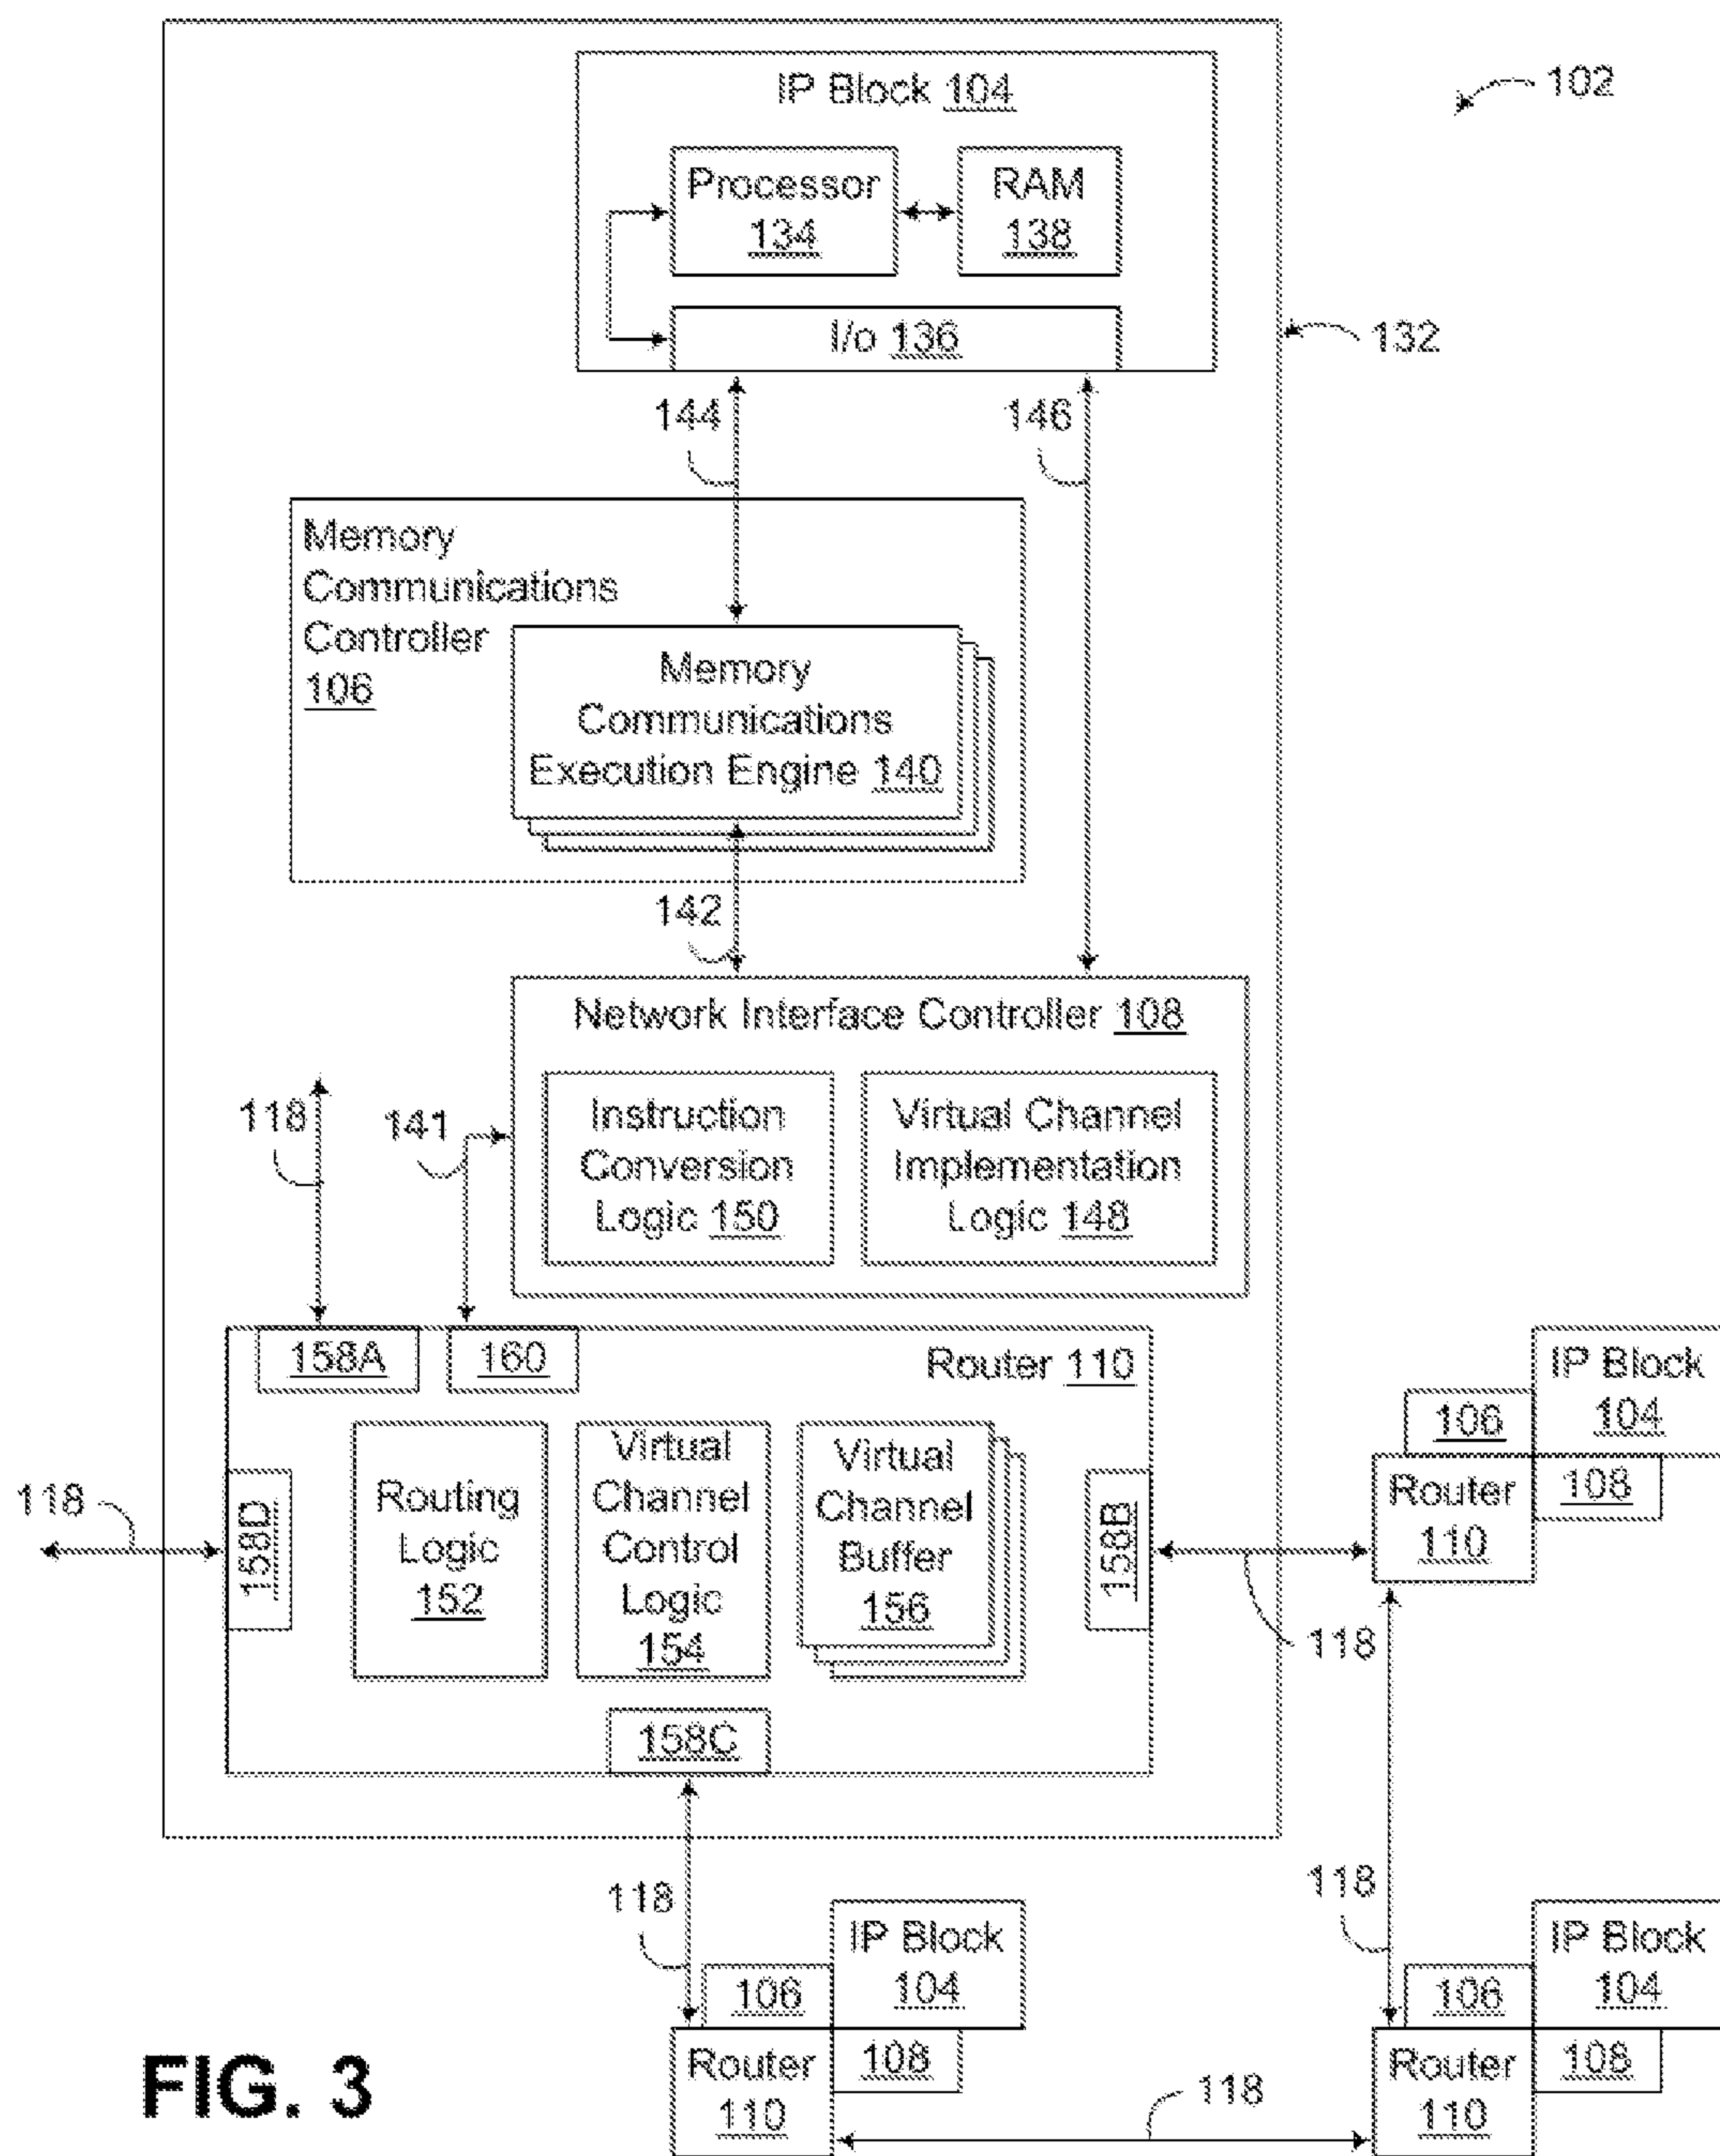 IP Block 104
102
Processor
134
RAM
138
I/o 136
132
144
146
Memory
Communications
Controller
106
Memory
Communications
Execution Engine 140
142
Network Interface Controller 108
118
141
Instruction
Conversion
Logic 150
Virtual Channel
Implementation
Logic 148
158A
160
Router 110
IP Block
104
106
Router
110
108
118
158D
Routing
Logic
152
Virtual
Channel
Control
Logic
154
Virtual
Channel
Buffer
156
158B
118
158C
118
118
IP Block
104
106
Router
110
108
IP Block
104
106
Router
110
108
118
FIG. 3